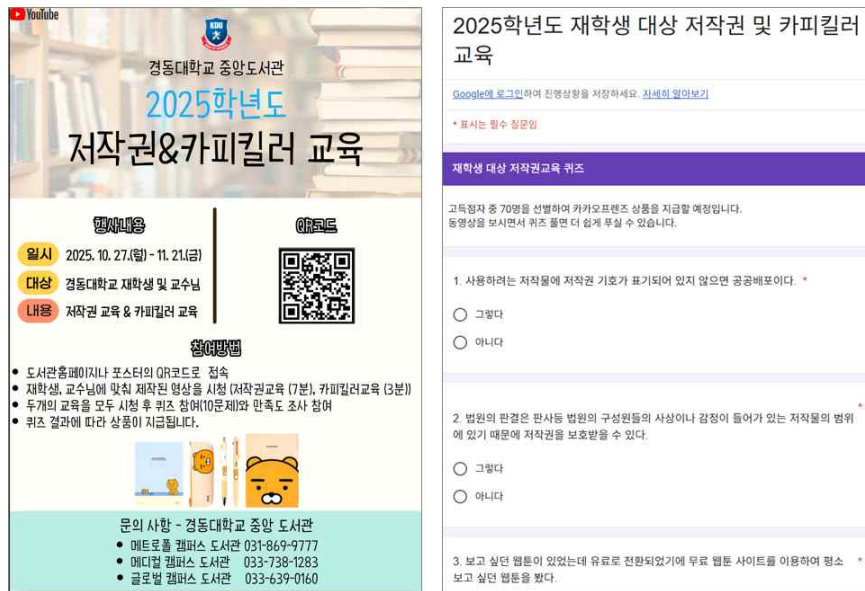 YouTube
KDU
경동대학교 중앙도서관
2025학년도
저작권&카피킬러 교육
행사내용
일시 2025. 10. 27.(월) - 11. 21.(금)
대상 경동대학교 재학생 및 교수님
내용 저작권 교육 & 카피킬러 교육
QR코드
참여방법
• 도서관홈페이지나 포스터의 QR코드로 접속
• 재학생, 교수님에 맞춰 제작된 영상을 시청 (저작권교육 (7분), 카피킬러교육 (3분))
• 두개의 교육을 모두 시청 후 퀴즈 참여(10문제)와 만족도 조사 참여
• 퀴즈 결과에 따라 상품이 지급됩니다.
문의 사항 - 경동대학교 중앙 도서관
• 메트로폴 캠퍼스 도서관 031-869-9777
• 메디컬 캠퍼스 도서관 033-738-1283
• 글로벌 캠퍼스 도서관 033-639-0160
2025학년도 재학생 대상 저작권 및 카피킬러
교육
Google에 로그인하여 진행상황을 저장하세요. 자세히 알아보기
* 표시는 필수 질문임
재학생 대상 저작권교육 퀴즈
고득점자 중 70명을 선별하여 카카오프렌즈 상품을 지급할 예정입니다.
동영상을 보시면서 퀴즈 풀면 더 쉽게 푸실 수 있습니다.
1. 사용하려는 저작물에 저작권 기호가 표기되어 있지 않으면 공공배포이다. *
그렇다
아니다
2. 법원의 판결은 판사등 법원의 구성원들의 사상이나 감정이 들어가 있는 저작물의 범위 *
에 있기 때문에 저작권을 보호받을 수 있다.
그렇다
아니다
3. 보고 싶던 웹툰이 있었는데 유료로 전환되었기에 무료 웹툰 사이트를 이용하여 평소 *
보고 싶던 웹툰을 봤다.